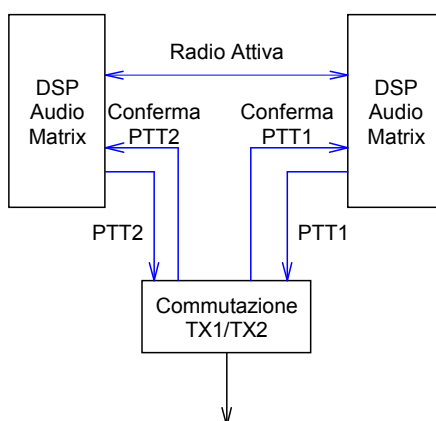 Radio Attiva
DSP
Audio
Matrix
DSP
Audio
Matrix
Conferma
PTT2
Conferma
PTT1
PTT2
PTT1
Commutazione
TX1/TX2